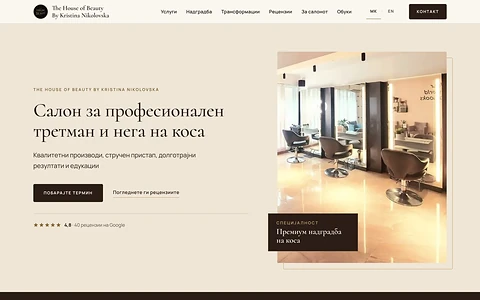 The House of Beauty
By Kristina Nikolovska
Услуги
Надградба
Трансформации
Рецензии
За салонот
Обуки
МК
EN
КОНТАКТ
THE HOUSE OF BEAUTY BY KRISTINA NIKOLOVSKA
Салон за професионален
третман и нега на коса
Квалитетни производи, стручен пристап, долготрајни
резултати и едукации
ПОБАРАЈТЕ ТЕРМИН
Погледнете ги рецензиите
★★★★★ 4,8 · 40 рецензии на Google
СПЕЦИЈАЛНОСТ
Премиум надградба
на коса